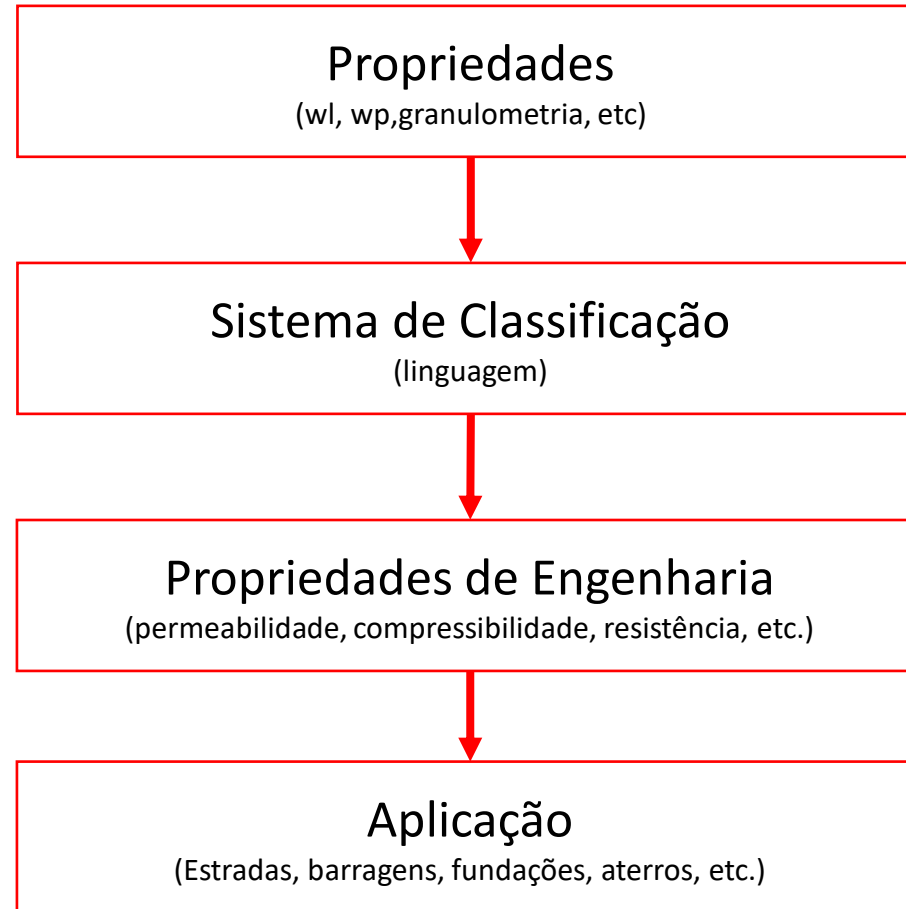 Propriedades
(wl, wp,granulometria, etc)
Sistema de Classificação
(linguagem)
Propriedades de Engenharia
(permeabilidade, compressibilidade, resistência, etc.)
Aplicação
(Estradas, barragens, fundações, aterros, etc.)